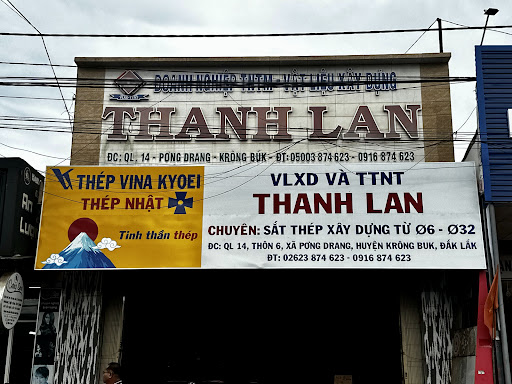 DOANH NGHIỆP TNTM - VẬT LIỆU XÂY DỰNG
THANH LAN
ĐC: QL. 14 - PƠNG DRANG - KRÔNG BÚK - ĐT: 05003 874 623 - 0916 874 623
THÉP VINA KYOEI
THÉP NHẬT
Tinh thần thép
VLXD VÀ TTNT
THANH LAN
CHUYÊN: SẮT THÉP XÂY DỰNG TỪ Ø6 - Ø32
ĐC: QL 14, THÔN 6, XÃ PƠNG DRANG, HUYỆN KRÔNG BUK, ĐẮK LẮK
ĐT: 02623 874 623 - 0916 874 623